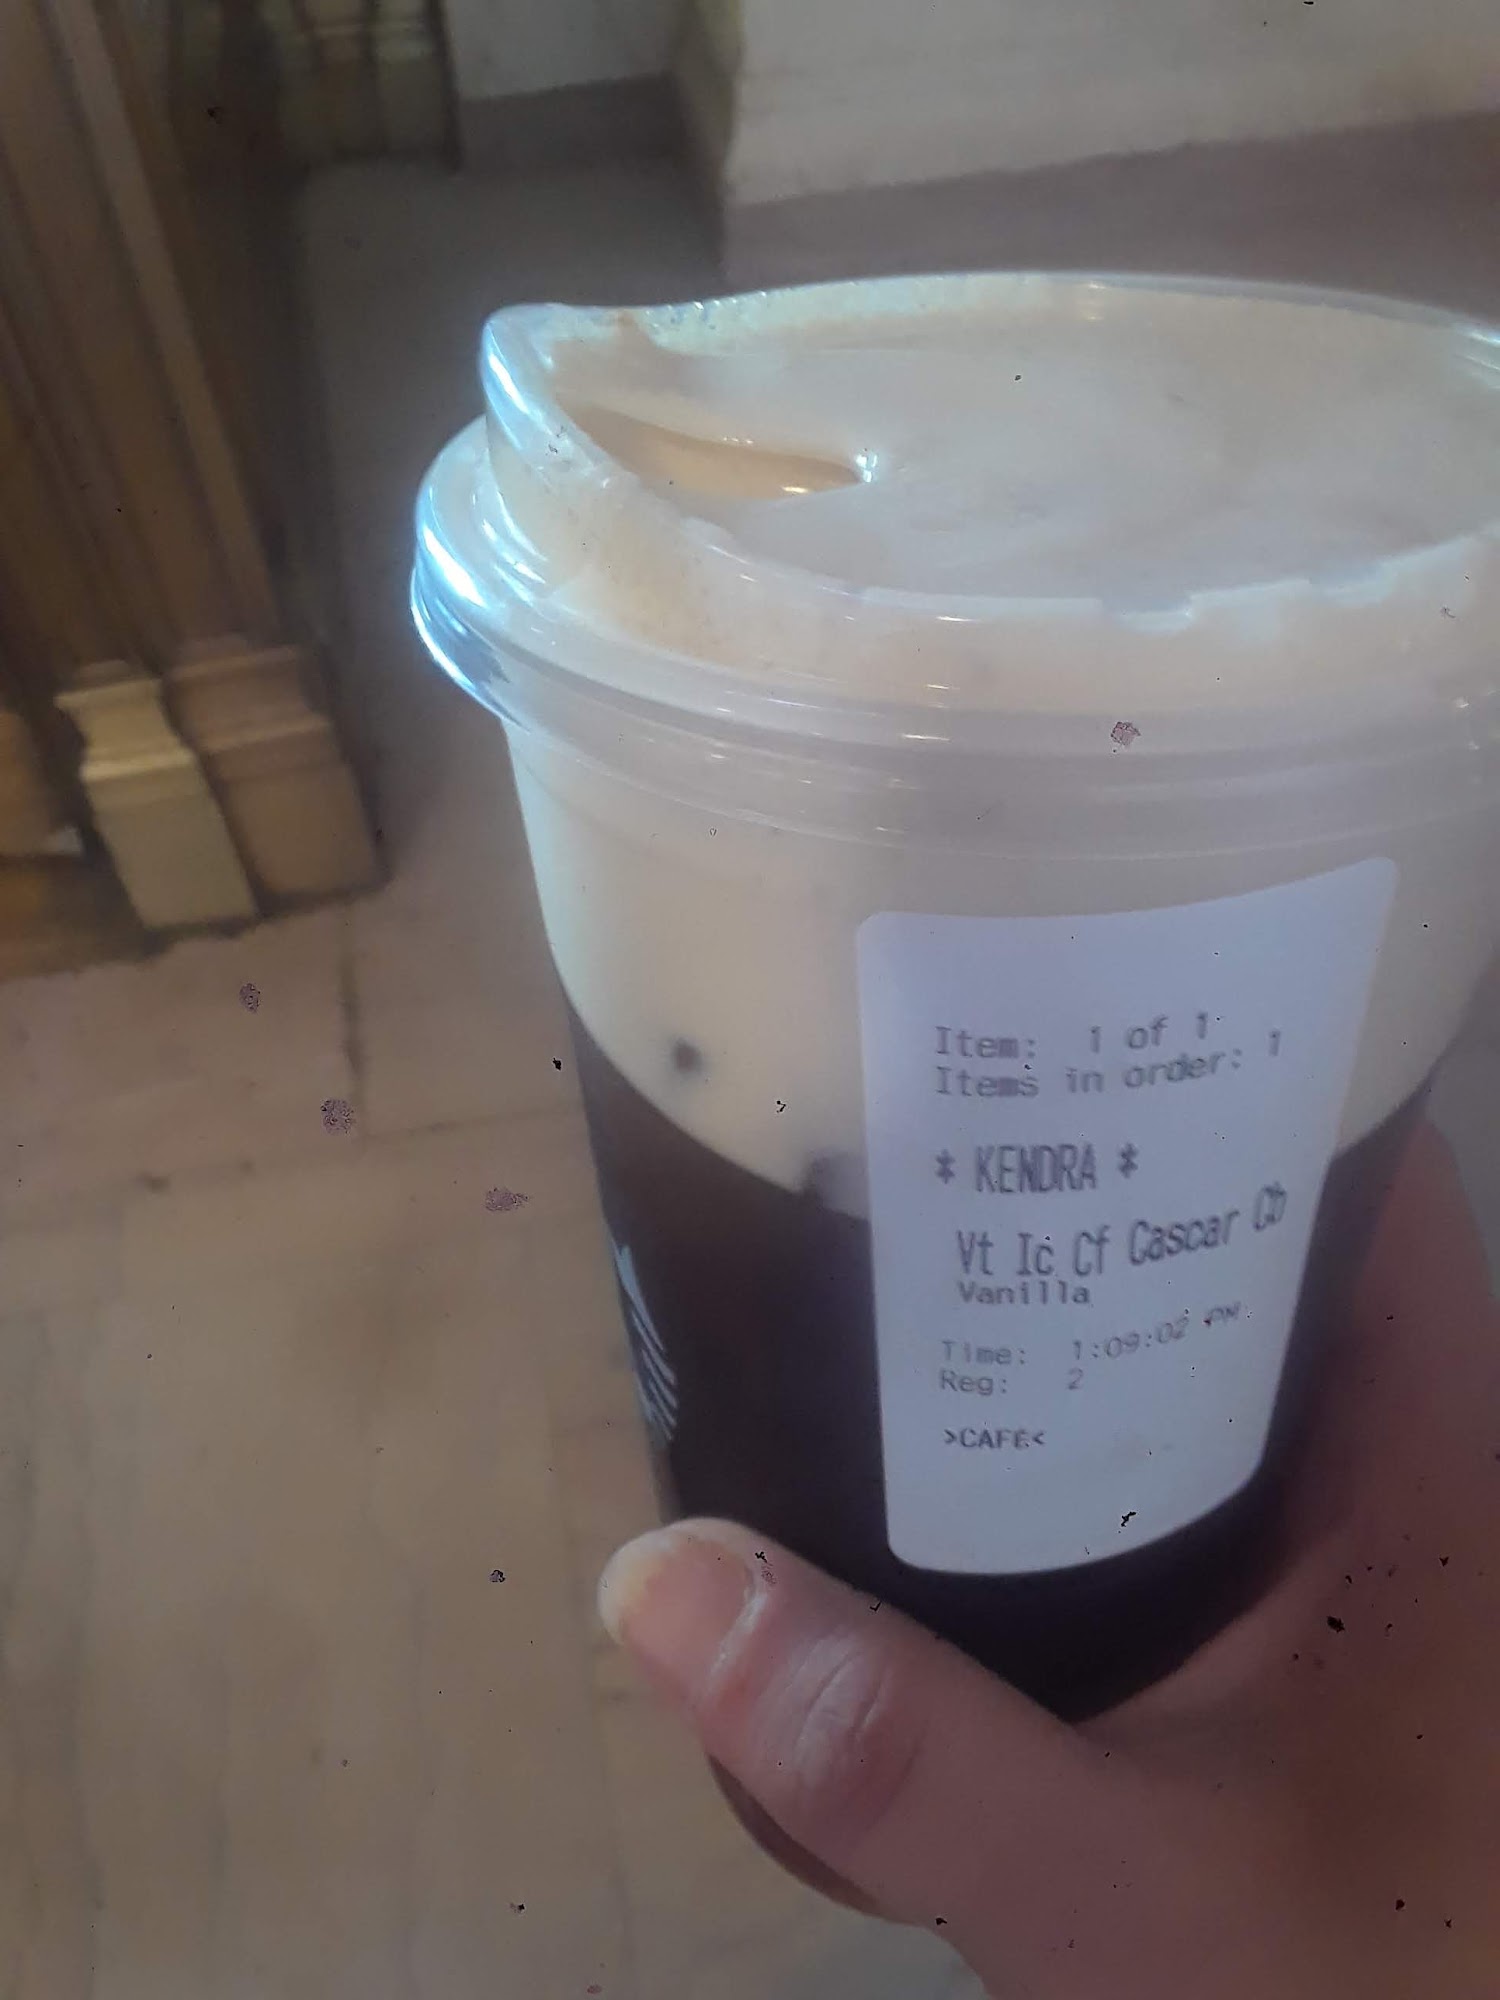 Item: 1 of 1
Items in order: 1
* KENDRA *
Vt Ic Cf Cascar Cb
Vanilla
Time: 1:09:02 PM
Reg: 2
>CAFE<